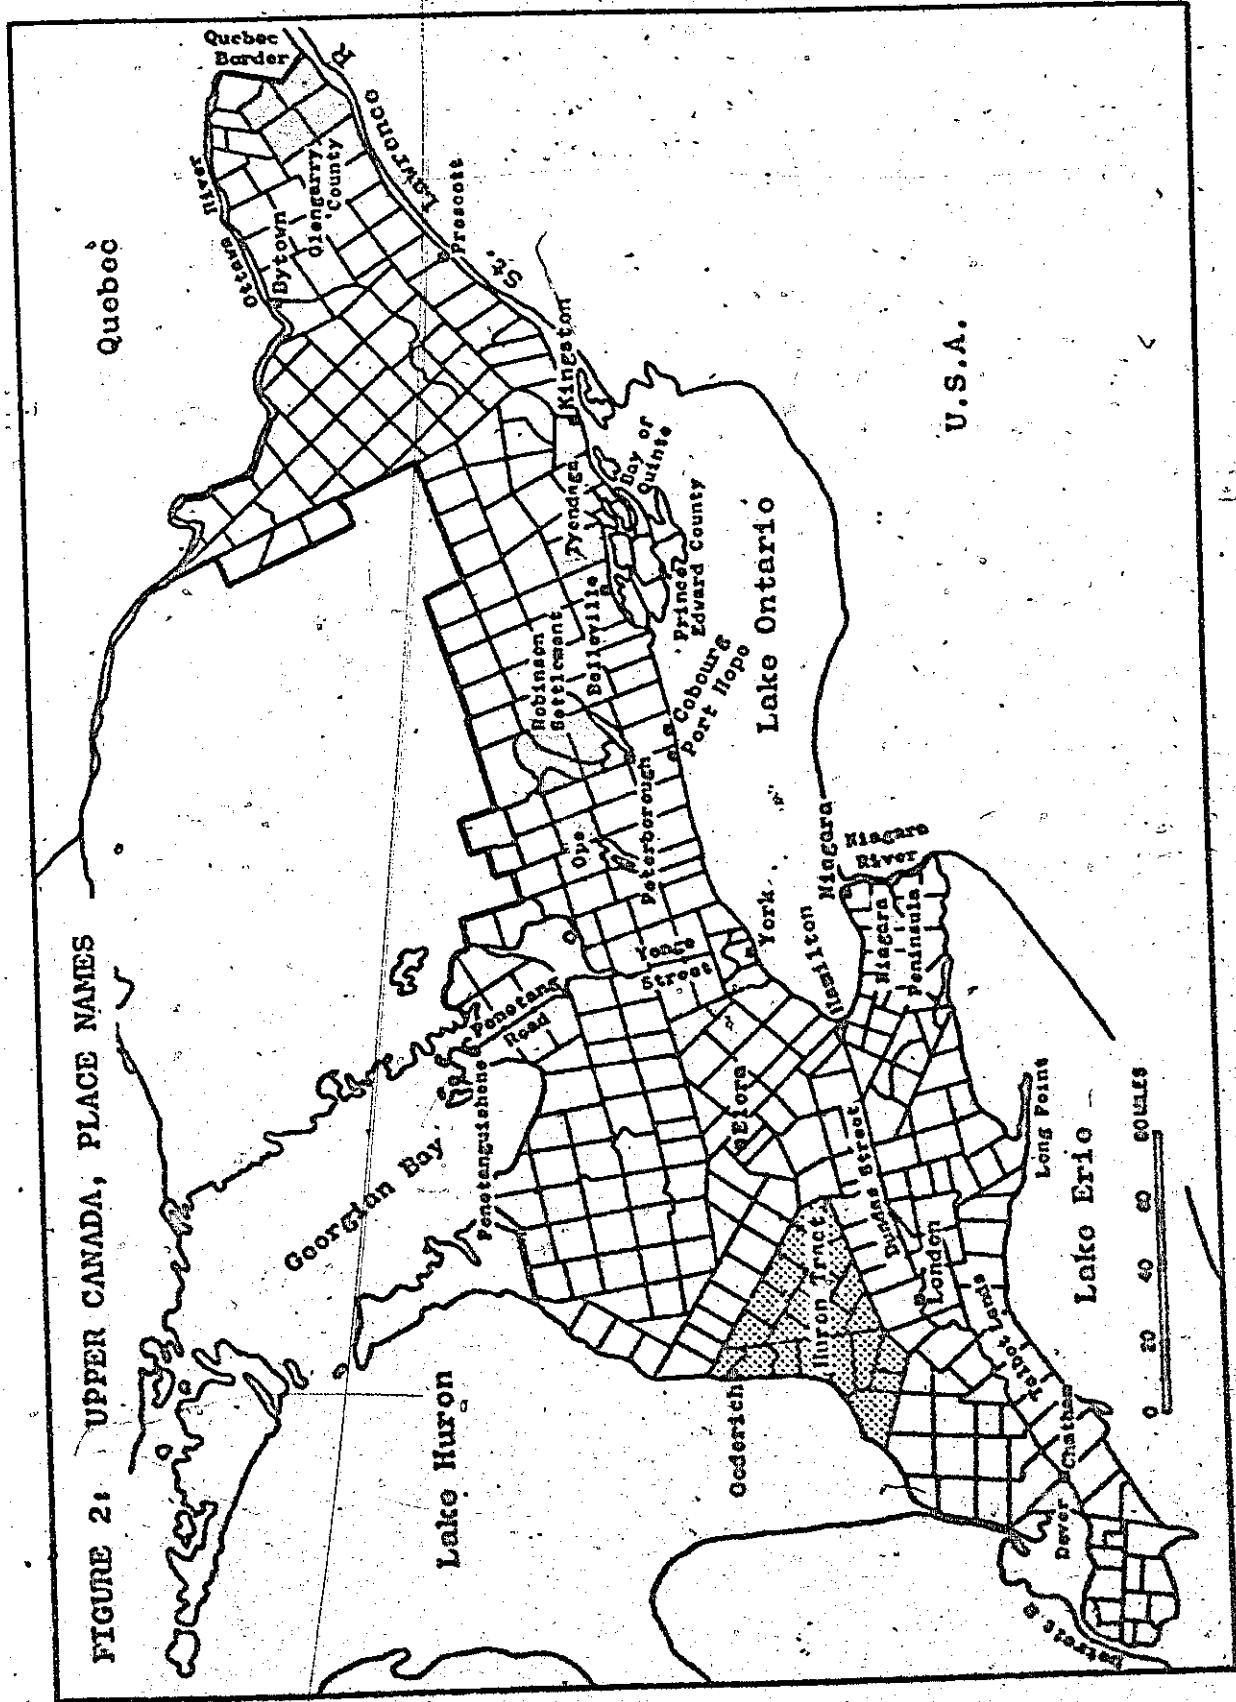 FIGURE 2: UPPER CANADA, PLACE NAMES
Quebec
Quebec
Border
Ottawa River
Bytown
Glengarry
County
St. Lawrence R
Prescott
Kingston
U.S.A.
Tyendaga
Bay of
Quinte
Prince
Edward County
Belleville
Robinson
Settlement
Cobourg
Port Hope
Lake Ontario
Ops
Peterborough
Yonge
Street
York
Niagara
Niagara
River
Niagara
Peninsula
Hamilton
Penetang
Road
Penetanguishene
Georgian Bay
Elora
Dundas Street
Long Point
Lake Erie
Huron Tract
London
Talbot Lands
Goderich
Lake Huron
Chatham
Dover
Detroit
0 20 40 60 80 MILES